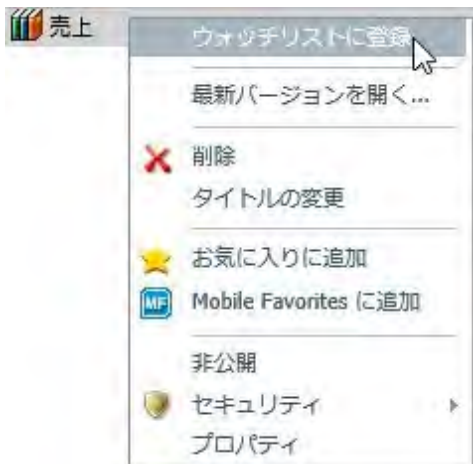 売上
ウォッチリストに登録
最新バージョンを開く...
削除
タイトルの変更
お気に入りに追加
MF Mobile Favorites に追加
非公開
セキュリティ
プロパティ